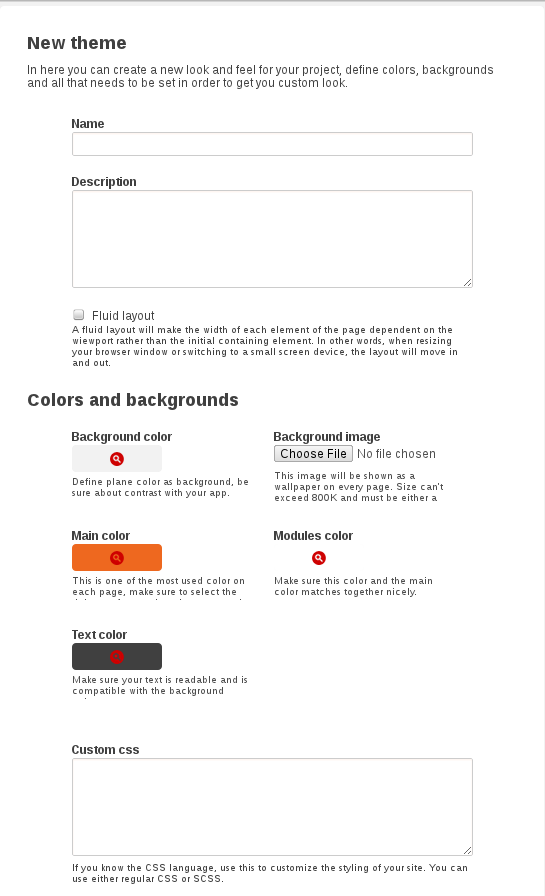 New theme
In here you can create a new look and feel for your project, define colors, backgrounds
and all that needs to be set in order to get you custom look.
Name
Description
Fluid layout
A fluid layout will make the width of each element of the page dependent on the
wiewport rather than the initial containing element. In other words, when resizing
your browser window or switching to a small screen device, the layout will move in
and out.
Colors and backgrounds
Background color
Define plane color as background, be
sure about contrast with your app.
Background image
Choose File No file chosen
This image will be shown as a
wallpaper on every page. Size can't
exceed 800K and must be either a
Main color
This is one of the most used color on
each page, make sure to select the
Modules color
Make sure this color and the main
color matches together nicely.
Text color
Make sure your text is readable and is
compatible with the background
Custom css
If you know the CSS language, use this to customize the styling of your site. You can
use either regular CSS or SCSS.